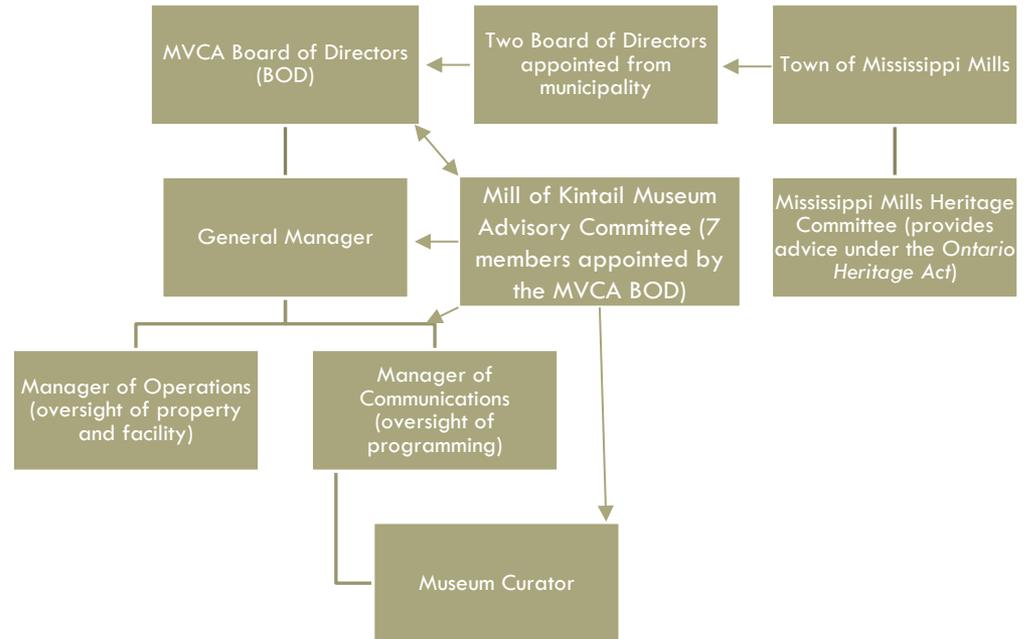 MVCA Board of Directors
(BOD)
Two Board of Directors
appointed from
municipality
Town of Mississippi Mills
General Manager
Mill of Kintail Museum
Advisory Committee (7
members appointed by
the MVCA BOD)
Mississippi Mills Heritage
Committee (provides
advice under the Ontario
Heritage Act)
Manager of Operations
(oversight of property
and facility)
Manager of
Communications
(oversight of
programming)
Museum Curator